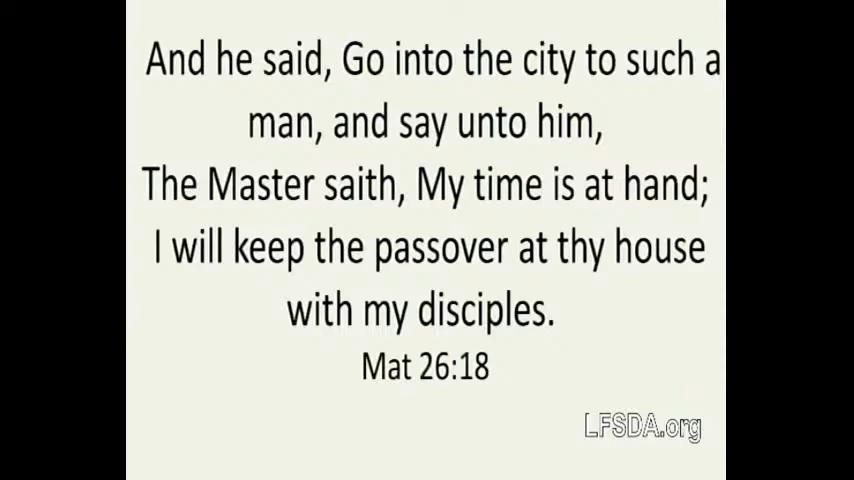 And he said, Go into the city to such a
man, and say unto him,
The Master saith, My time is at hand;
I will keep the passover at thy house
with my disciples.
Mat 26:18
LFSDA.org